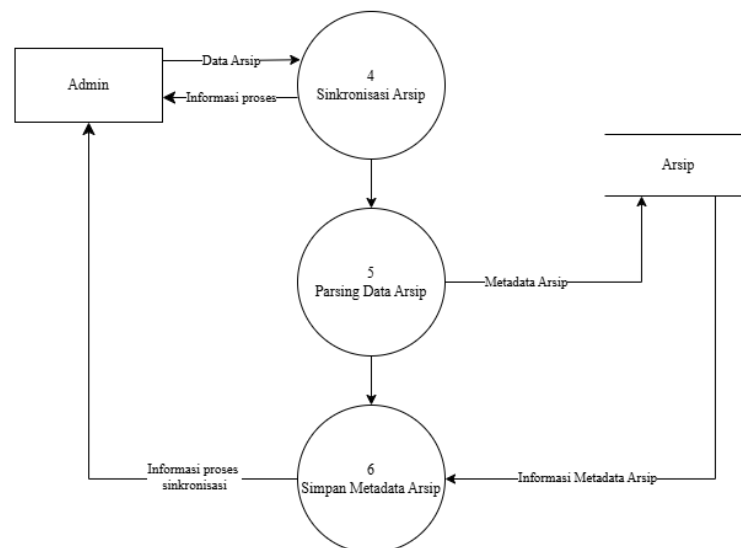 Admin
Data Arsip
Informasi proses
4
Sinkronisasi Arsip
Arsip
5
Parsing Data Arsip
Metadata Arsip
6
Simpan Metadata Arsip
Informasi proses
sinkronisasi
Informasi Metadata Arsip